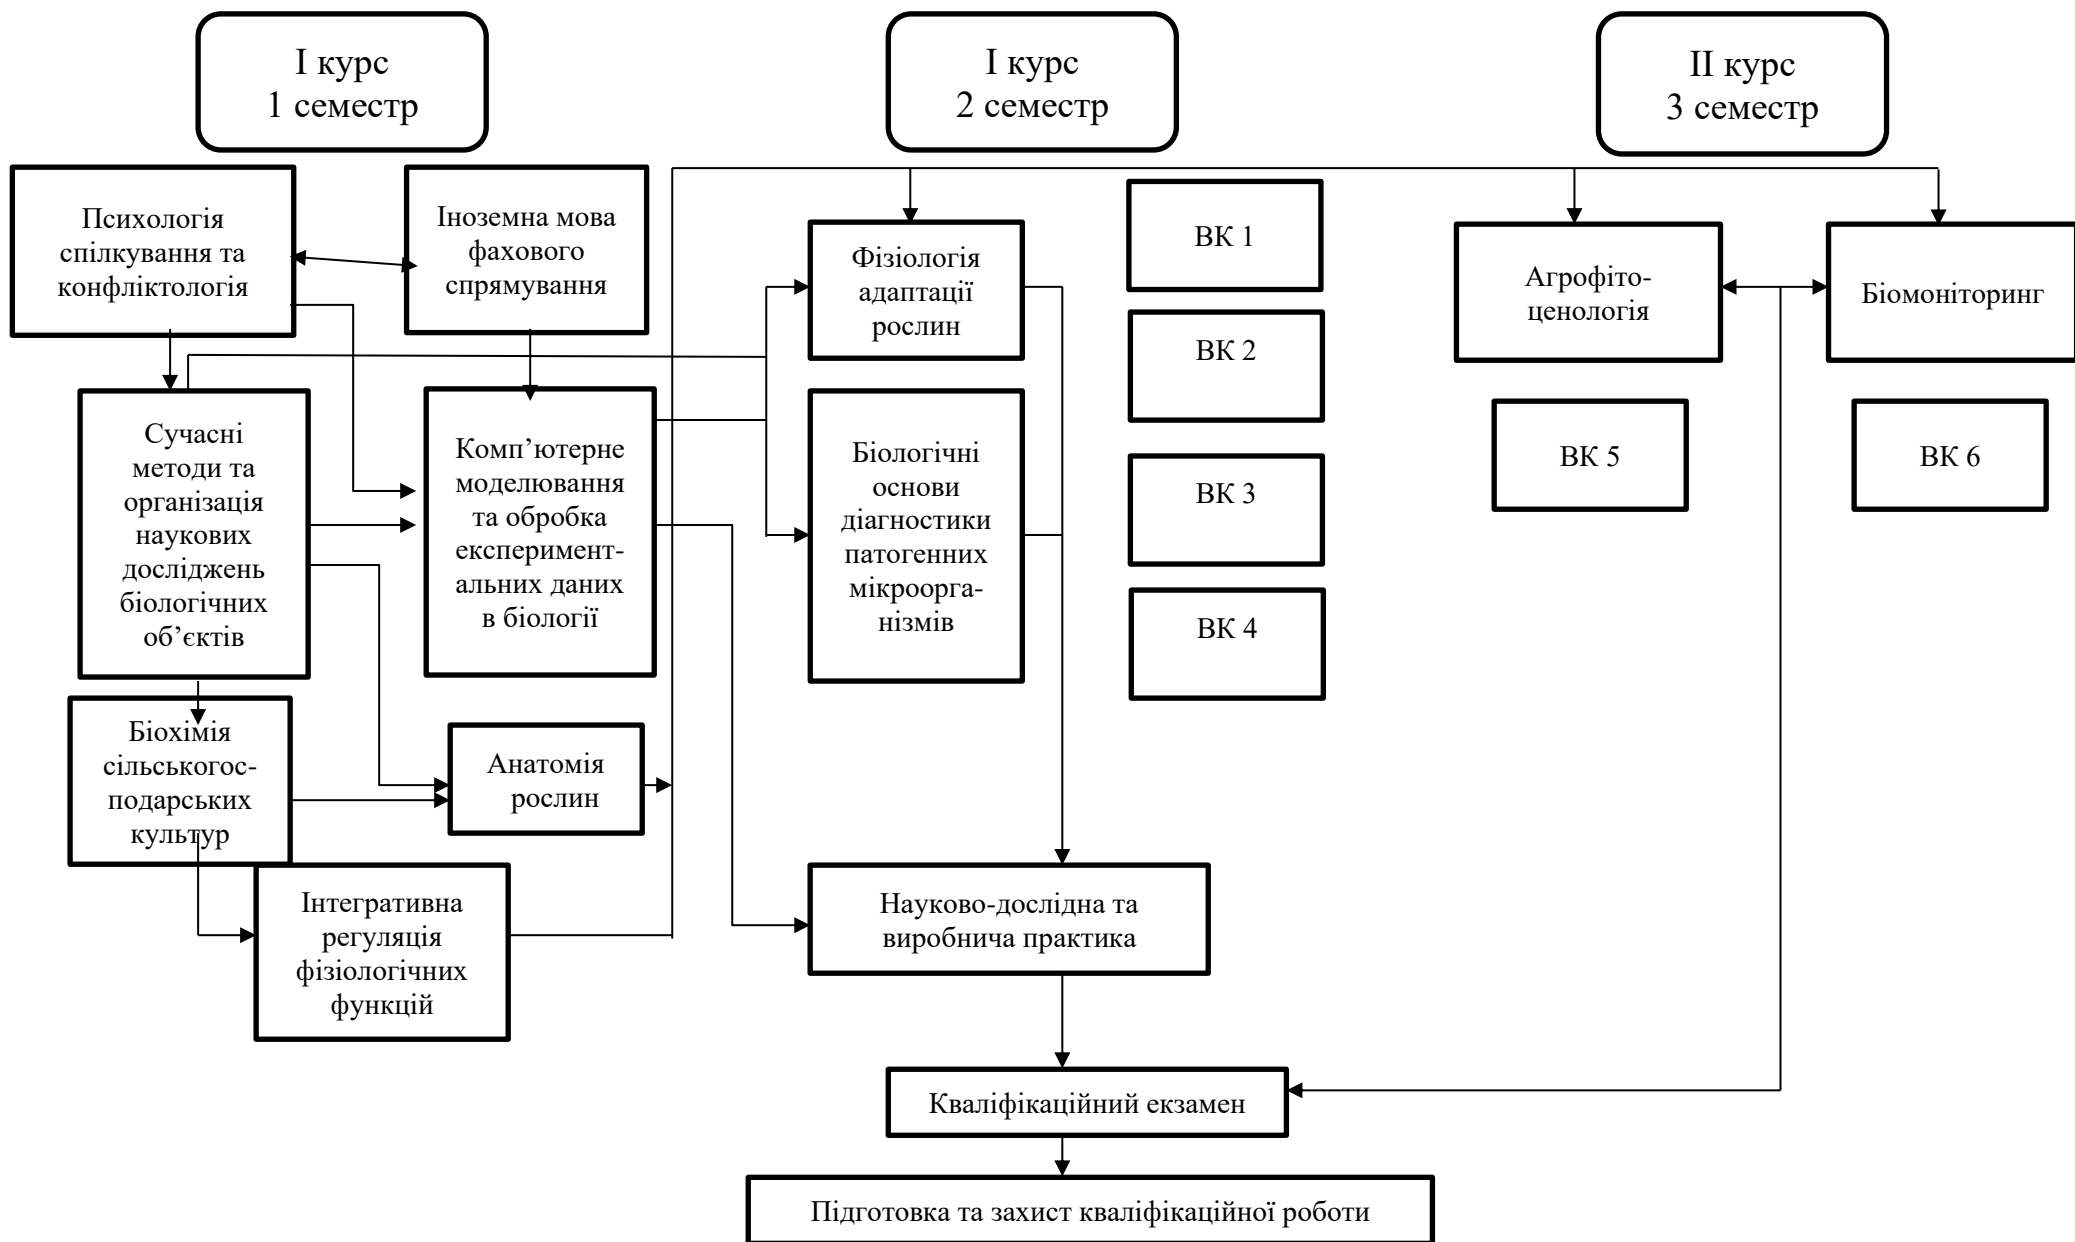 І курс
1 семестр
І курс
2 семестр
ІІ курс
3 семестр
Психологія
спілкування та
конфліктологія
Іноземна мова
фахового
спрямування
Фізіологія
адаптації
рослин
ВК 1
Агрофіто-
ценологія
Біомоніторинг
ВК 2
Сучасні
методи та
організація
наукових
досліджень
біологічних
об’єктів
Комп’ютерне
моделювання
та обробка
експеримент-
альних даних
в біології
Біологічні
основи
діагностики
патогенних
мікроорга-
нізмів
ВК 3
ВК 4
ВК 5
ВК 6
Біохімія
сільськогос-
подарських
культур
Анатомія
рослин
Інтегративна
регуляція
фізіологічних
функцій
Науково-дослідна та
виробнича практика
Кваліфікаційний екзамен
Підготовка та захист кваліфікаційної роботи